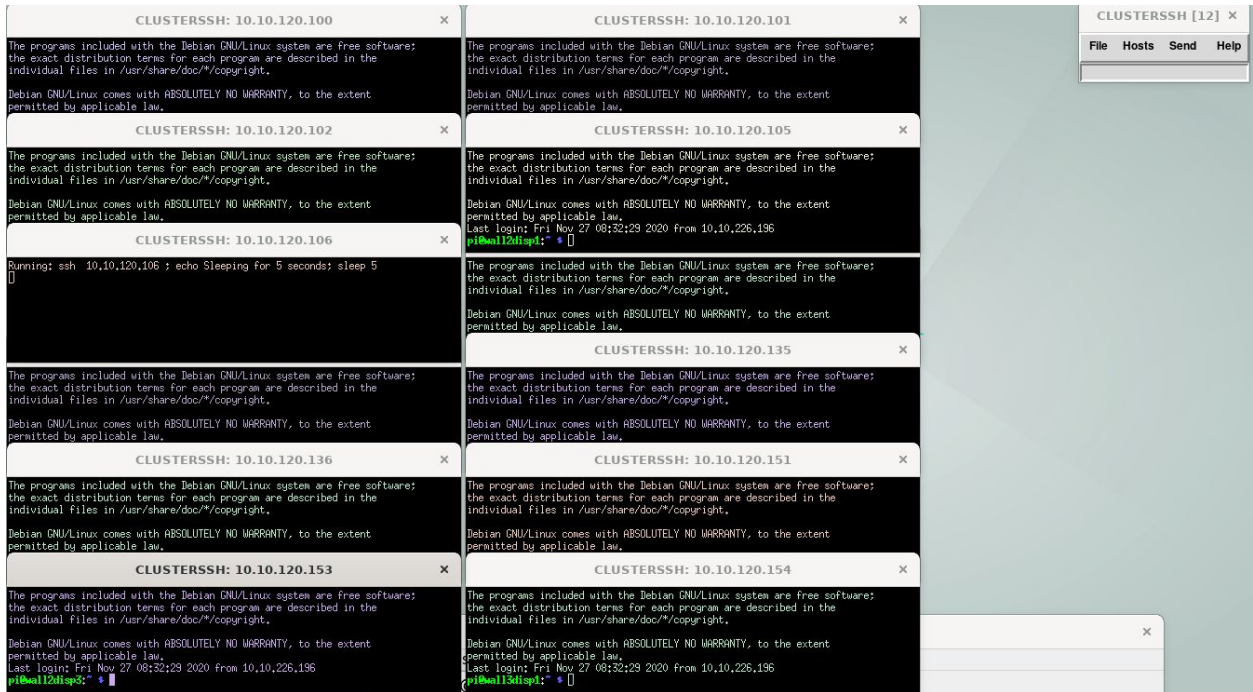 CLUSTERSSH: 10.10.120.100 ×
The programs included with the Debian GNU/Linux system are free software;
the exact distribution terms for each program are described in the
individual files in /usr/share/doc/*/copyright.
Debian GNU/Linux comes with ABSOLUTELY NO WARRANTY, to the extent
permitted by applicable law.
CLUSTERSSH: 10.10.120.101 ×
The programs included with the Debian GNU/Linux system are free software;
the exact distribution terms for each program are described in the
individual files in /usr/share/doc/*/copyright.
Debian GNU/Linux comes with ABSOLUTELY NO WARRANTY, to the extent
permitted by applicable law.
CLUSTERSSH [12] ×
File Hosts Send Help
CLUSTERSSH: 10.10.120.102 ×
The programs included with the Debian GNU/Linux system are free software;
the exact distribution terms for each program are described in the
individual files in /usr/share/doc/*/copyright.
Debian GNU/Linux comes with ABSOLUTELY NO WARRANTY, to the extent
permitted by applicable law.
CLUSTERSSH: 10.10.120.105 ×
The programs included with the Debian GNU/Linux system are free software;
the exact distribution terms for each program are described in the
individual files in /usr/share/doc/*/copyright.
Debian GNU/Linux comes with ABSOLUTELY NO WARRANTY, to the extent
permitted by applicable law.
Last login: Fri Nov 27 08:32:29 2020 from 10.10.226.196
pi@wall2disp1:~ $
CLUSTERSSH: 10.10.120.106 ×
Running: ssh 10.10.120.106 ; echo Sleeping for 5 seconds; sleep 5
The programs included with the Debian GNU/Linux system are free software;
the exact distribution terms for each program are described in the
individual files in /usr/share/doc/*/copyright.
Debian GNU/Linux comes with ABSOLUTELY NO WARRANTY, to the extent
permitted by applicable law.
The programs included with the Debian GNU/Linux system are free software;
the exact distribution terms for each program are described in the
individual files in /usr/share/doc/*/copyright.
Debian GNU/Linux comes with ABSOLUTELY NO WARRANTY, to the extent
permitted by applicable law.
CLUSTERSSH: 10.10.120.135 ×
The programs included with the Debian GNU/Linux system are free software;
the exact distribution terms for each program are described in the
individual files in /usr/share/doc/*/copyright.
Debian GNU/Linux comes with ABSOLUTELY NO WARRANTY, to the extent
permitted by applicable law.
CLUSTERSSH: 10.10.120.136 ×
The programs included with the Debian GNU/Linux system are free software;
the exact distribution terms for each program are described in the
individual files in /usr/share/doc/*/copyright.
Debian GNU/Linux comes with ABSOLUTELY NO WARRANTY, to the extent
permitted by applicable law.
CLUSTERSSH: 10.10.120.151 ×
The programs included with the Debian GNU/Linux system are free software;
the exact distribution terms for each program are described in the
individual files in /usr/share/doc/*/copyright.
Debian GNU/Linux comes with ABSOLUTELY NO WARRANTY, to the extent
permitted by applicable law.
CLUSTERSSH: 10.10.120.153 ×
The programs included with the Debian GNU/Linux system are free software;
the exact distribution terms for each program are described in the
individual files in /usr/share/doc/*/copyright.
Debian GNU/Linux comes with ABSOLUTELY NO WARRANTY, to the extent
permitted by applicable law.
Last login: Fri Nov 27 08:32:29 2020 from 10.10.226.196
pi@wall2disp3:~ $
CLUSTERSSH: 10.10.120.154 ×
The programs included with the Debian GNU/Linux system are free software;
the exact distribution terms for each program are described in the
individual files in /usr/share/doc/*/copyright.
Debian GNU/Linux comes with ABSOLUTELY NO WARRANTY, to the extent
permitted by applicable law.
Last login: Fri Nov 27 08:32:29 2020 from 10.10.226.196
pi@wall3disp1:~ $
×